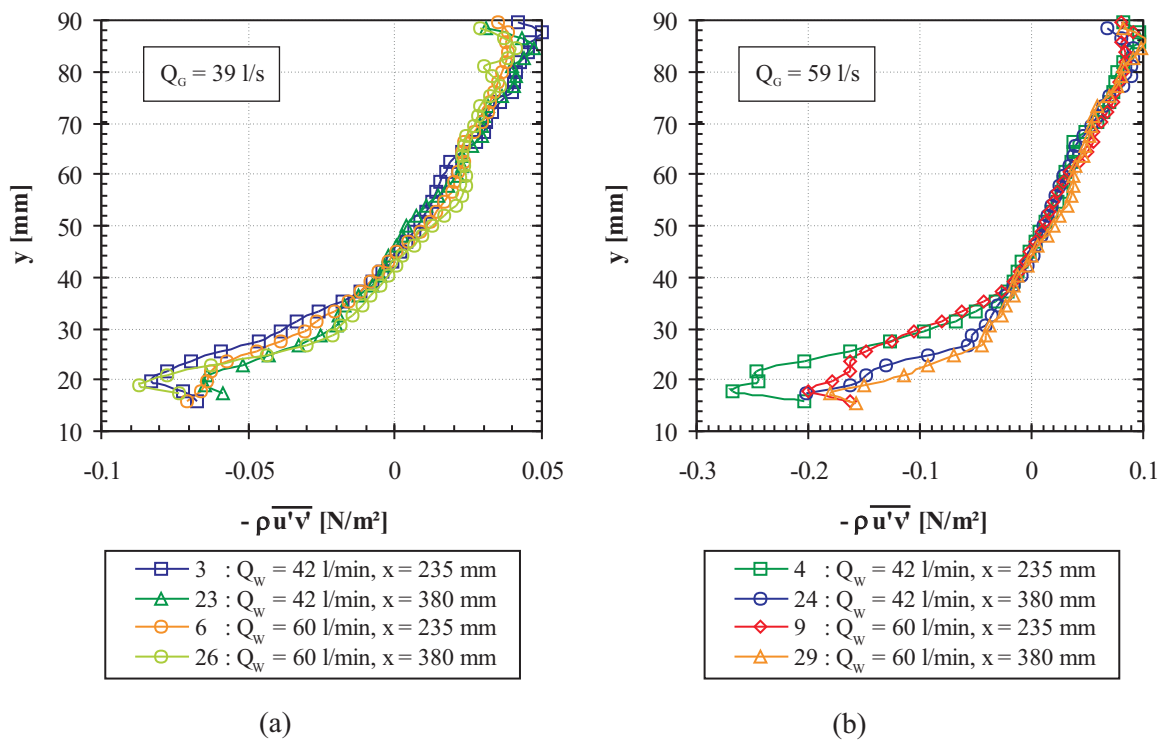 90
80
70
60
50
40
30
20
10
y [mm]
Q_G = 39 l/s
-0.1
-0.05
0
0.05
- ρ u'v' [N/m²]
3 : Q_W = 42 l/min, x = 235 mm
23 : Q_W = 42 l/min, x = 380 mm
6 : Q_W = 60 l/min, x = 235 mm
26 : Q_W = 60 l/min, x = 380 mm
(a)
90
80
70
60
50
40
30
20
10
y [mm]
Q_G = 59 l/s
-0.3
-0.2
-0.1
0
0.1
- ρ u'v' [N/m²]
4 : Q_W = 42 l/min, x = 235 mm
24 : Q_W = 42 l/min, x = 380 mm
9 : Q_W = 60 l/min, x = 235 mm
29 : Q_W = 60 l/min, x = 380 mm
(b)